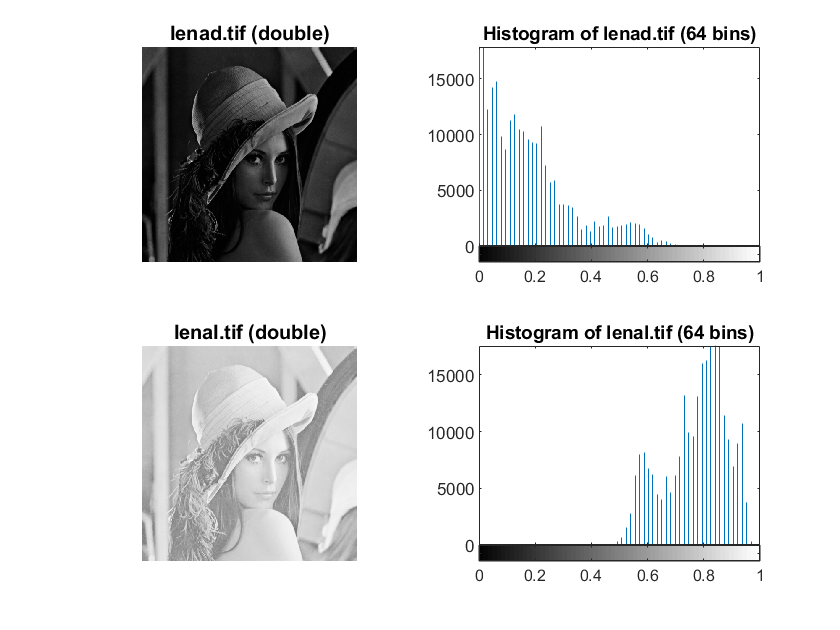 lenad.tif (double)
Histogram of lenad.tif (64 bins)
15000
10000
5000
0
0 0.2 0.4 0.6 0.8 1
lenal.tif (double)
Histogram of lenal.tif (64 bins)
15000
10000
5000
0
0 0.2 0.4 0.6 0.8 1